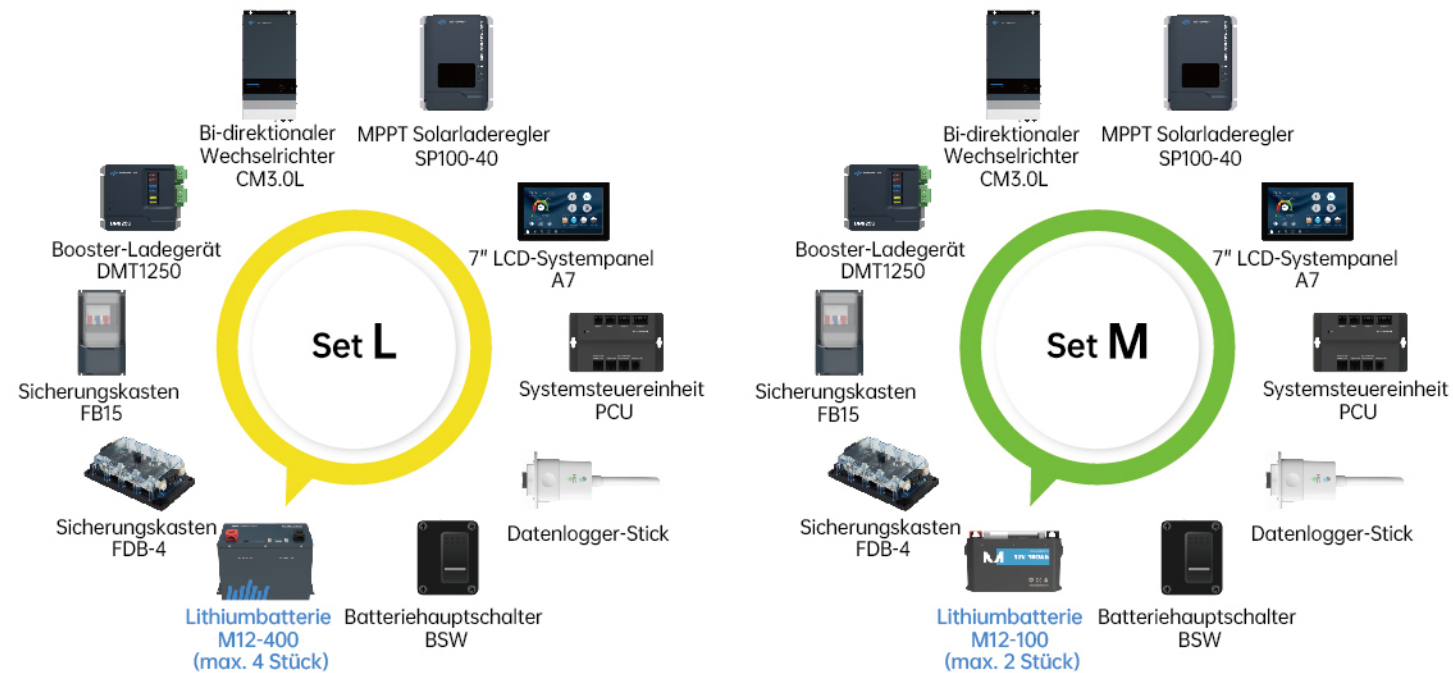 Bi-direktionaler
Wechselrichter
CM3.0L
MPPT Solarladeregler
SP100-40
Booster-Ladegerät
DMT1250
7" LCD-Systempanel
A7
Set L
Sicherungskasten
FB15
Systemsteuereinheit
PCU
Sicherungskasten
FDB-4
Datenlogger-Stick
Lithiumbatterie
M12-400
(max. 4 Stück)
Batteriehauptschalter
BSW
Bi-direktionaler
Wechselrichter
CM3.0L
MPPT Solarladeregler
SP100-40
Booster-Ladegerät
DMT1250
7" LCD-Systempanel
A7
Set M
Sicherungskasten
FB15
Systemsteuereinheit
PCU
Sicherungskasten
FDB-4
Datenlogger-Stick
12V 100Ah
Lithiumbatterie
M12-100
(max. 2 Stück)
Batteriehauptschalter
BSW